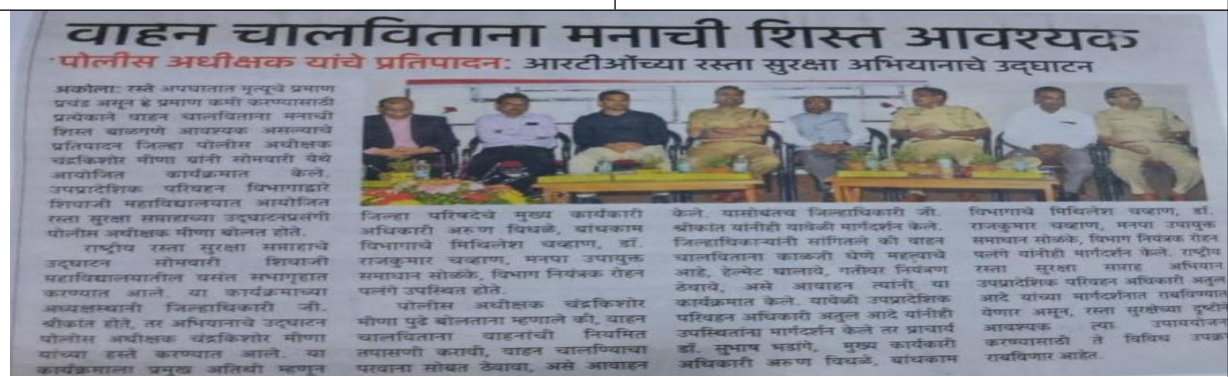 वाहन चालविताना मनाची शिस्त आवश्यक
पोलीस अधीक्षक यांचे प्रतिपादन: आरटीओंच्या रस्ता सुरक्षा अभियानाचे उद्घाटन
अकोला: रस्ते अपघातात मृत्यूचे प्रमाण
प्रचंड असून हे प्रमाण कमी करण्यासाठी
प्रत्येकाने वाहन चालविताना मनाची
शिस्त बाळगणे आवश्यक असल्याचे
प्रतिपादन जिल्हा पोलीस अधीक्षक
चंद्रकिशोर मीणा यांनी सोमवारी येथे
आयोजित कार्यक्रमात केले.
उपप्रादेशिक परिवहन विभागाद्वारे
शिवाजी महाविद्यालयात आयोजित
रस्ता सुरक्षा सप्ताहाच्या उद्घाटनप्रसंगी
पोलीस अधीक्षक मीणा बोलत होते.
राष्ट्रीय रस्ता सुरक्षा सप्ताहाचे
उद्घाटन सोमवारी शिवाजी
महाविद्यालयातील वसंत सभागृहात
करण्यात आले. या कार्यक्रमाच्या
अध्यक्षस्थानी जिल्हाधिकारी जी.
श्रीकांत होते, तर अभियानाचे उद्घाटन
पोलीस अधीक्षक चंद्रकिशोर मीणा
यांच्या हस्ते करण्यात आले. या
कार्यक्रमाला प्रमुख अतिथी म्हणून
जिल्हा परिषदेचे मुख्य कार्यकारी
अधिकारी अरुण विधळे, बांधकाम
विभागाचे मिथिलेश चव्हाण, डॉ.
राजकुमार चव्हाण, मनपा उपायुक्त
समाधान सोळंके, विभाग नियंत्रक रोहन
पलंगे उपस्थित होते.
पोलीस अधीक्षक चंद्रकिशोर
मीणा पुढे बोलताना म्हणाले की, वाहन
चालविताना वाहनांची नियमित
तपासणी करावी, वाहन चालण्याचा
परवाना सोबत ठेवावा, असे आवाहन
केले. यासोबतच जिल्हाधिकारी जी.
श्रीकांत यांनीही यावेळी मार्गदर्शन केले.
जिल्हाधिकाऱ्यांनी सांगितले की वाहन
चालविताना काळजी घेणे महत्त्वाचे
आहे, हेल्मेट घालावे, गतीवर नियंत्रण
ठेवावे, असे आवाहन त्यांनी या
कार्यक्रमात केले. यावेळी उपप्रादेशिक
परिवहन अधिकारी अतुल आदे यांनीही
उपस्थितांना मार्गदर्शन केले तर प्राचार्य
डॉ. सुभाष भडांगे, मुख्य कार्यकारी
अधिकारी अरुण विधळे, बांधकाम
विभागाचे मिथिलेश चव्हाण, डॉ.
राजकुमार चव्हाण, मनपा उपायुक्त
समाधान सोळंके, विभाग नियंत्रक रोहन
पलंगे यांनीही मार्गदर्शन केले. राष्ट्रीय
रस्ता सुरक्षा सप्ताह अभियान
उपप्रादेशिक परिवहन अधिकारी अतुल
आदे यांच्या मार्गदर्शनात राबविण्यात
येणार असून, रस्ता सुरक्षेच्या दृष्टीने
आवश्यक त्या उपाययोजना
करण्यासाठी ते विविध उपक्र
राबविणार आहेत.